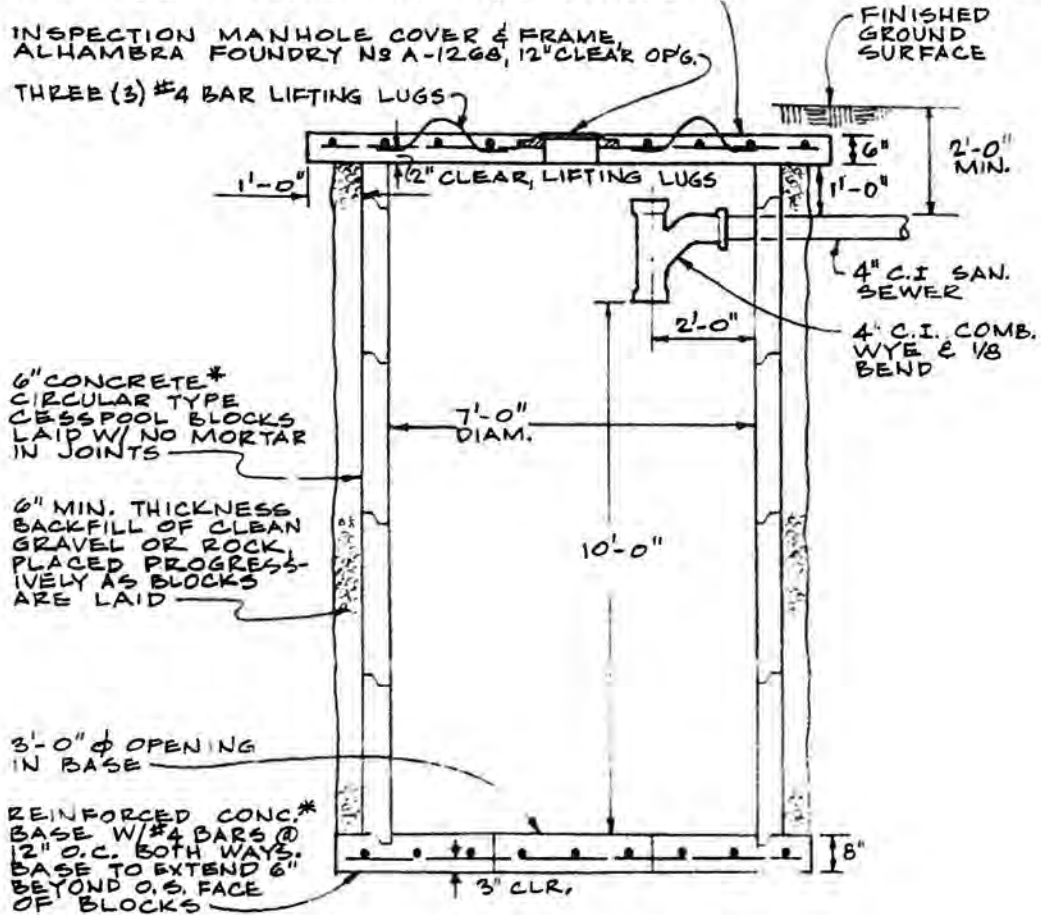 INSPECTION MANHOLE COVER & FRAME,
ALHAMBRA FOUNDRY No A-1268, 12" CLEAR OP'G.
THREE (3) #4 BAR LIFTING LUGS
FINISHED
GROUND
SURFACE
6"
2'-0"
MIN.
1'-0"
2" CLEAR, LIFTING LUGS
1'-0"
4" C.I SAN.
SEWER
2'-0"
4" C.I. COMB.
WYE & 1/8
BEND
6" CONCRETE*
CIRCULAR TYPE
CESSPOOL BLOCKS
LAID W/ NO MORTAR
IN JOINTS
7'-0"
DIAM.
6" MIN. THICKNESS
BACKFILL OF CLEAN
GRAVEL OR ROCK,
PLACED PROGRESS-
IVELY AS BLOCKS
ARE LAID
10'-0"
3'-0" ϕ OPENING
IN BASE
REINFORCED CONC.*
BASE W/#4 BARS @
12" O.C. BOTH WAYS.
BASE TO EXTEND 6"
BEYOND O.S. FACE
OF BLOCKS
8"
3" CLR.